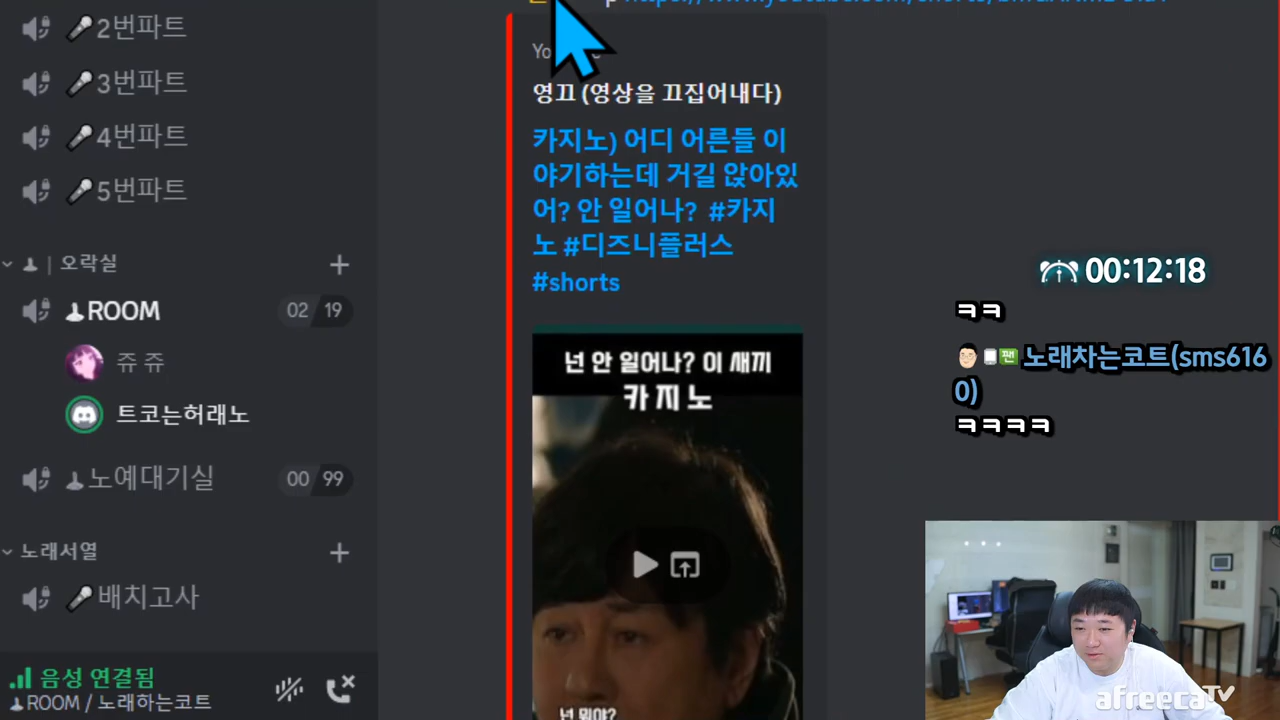 2번파트
3번파트
4번파트
5번파트
오락실
ROOM
02 19
쥬 쥬
트코는허래노
노예대기실
00 99
노래서열
배치고사
음성 연결됨
ROOM / 노래하는코트
영끄 (영상을 끄집어내다)
카지노) 어디 어른들 이
야기하는데 거길 앉아있
어? 안 일어나? #카지
노 #디즈니플러스
#shorts
넌 안 일어나? 이 새끼
카지노
넌 뭐야?
00:12:18
ㅋㅋ
팬 노래차는코트(sms616
0)
ㅋㅋㅋㅋ
afreecaTV